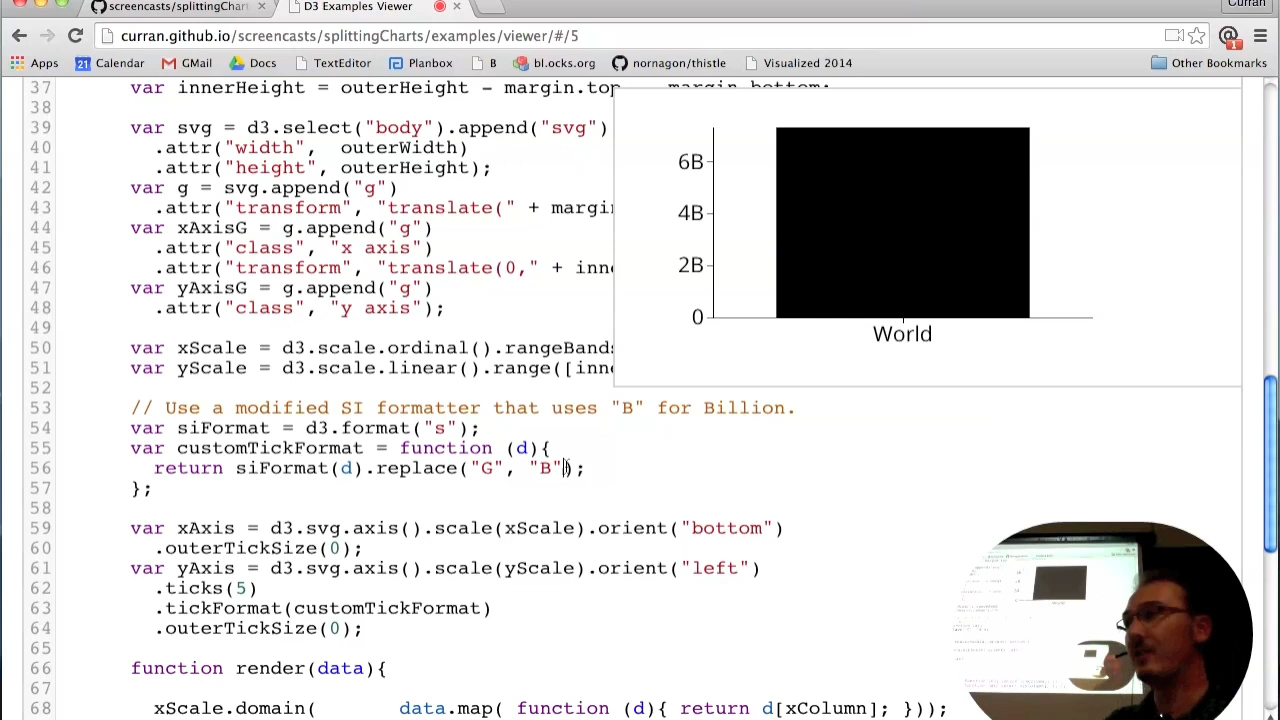 screencasts/splittingChart
D3 Examples Viewer
Curran
curran.github.io/screencasts/splittingCharts/examples/viewer/#/5
1
Apps
21 Calendar
GMail
Docs
TextEditor
Planbox
B
bl.ocks.org
nornagon/thistle
Visualized 2014
Other Bookmarks
37 var innerHeight = outerHeight - margin.top - margin.bottom;
38
39 var svg = d3.select("body").append("svg")
40 .attr("width", outerWidth)
41 .attr("height", outerHeight);
42 var g = svg.append("g")
43 .attr("transform", "translate(" + margi
44 var xAxisG = g.append("g")
45 .attr("class", "x axis")
46 .attr("transform", "translate(0," + inn
47 var yAxisG = g.append("g")
48 .attr("class", "y axis");
49
50 var xScale = d3.scale.ordinal().rangeBands
51 var yScale = d3.scale.linear().range([inn
52
53 // Use a modified SI formatter that uses "B" for Billion.
54 var siFormat = d3.format("s");
55 var customTickFormat = function (d){
56 return siFormat(d).replace("G", "B");
57 };
58
59 var xAxis = d3.svg.axis().scale(xScale).orient("bottom")
60 .outerTickSize(0);
61 var yAxis = d3.svg.axis().scale(yScale).orient("left")
62 .ticks(5)
63 .tickFormat(customTickFormat)
64 .outerTickSize(0);
65
66 function render(data){
67
68 xScale.domain( data.map( function (d){ return d[xColumn]; }));
6B
4B
2B
0
World